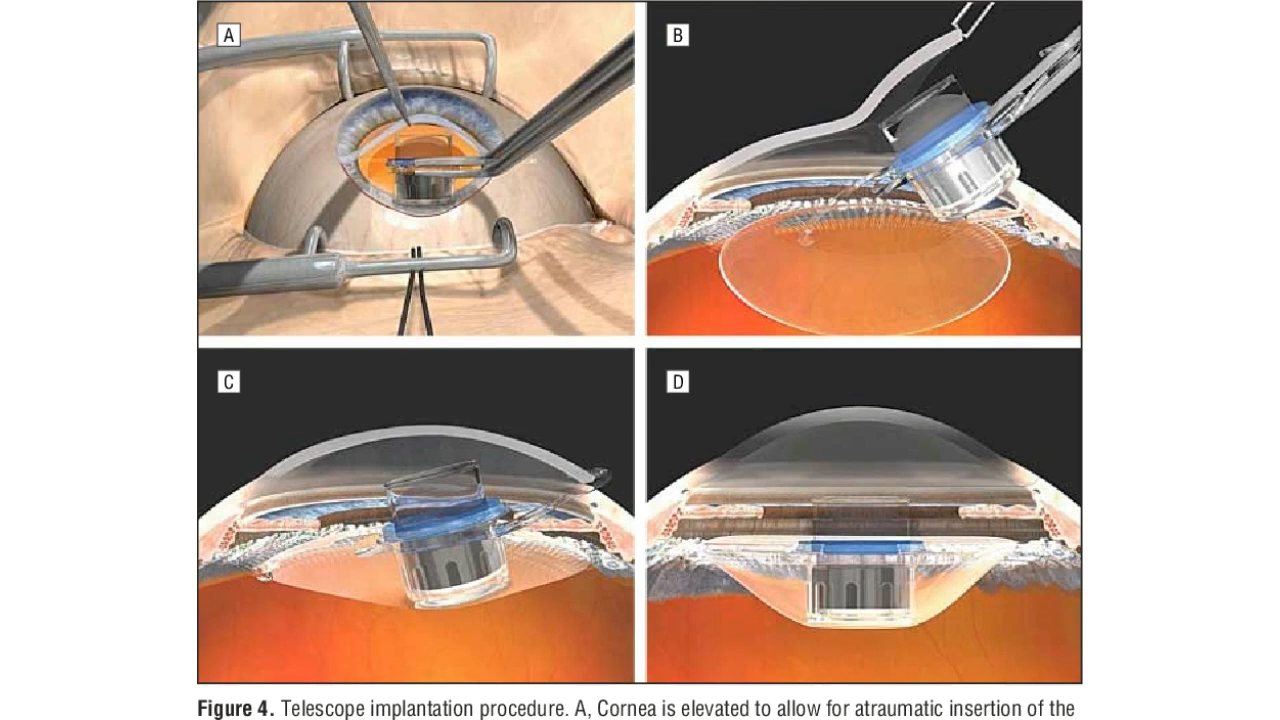 A
B
C
D
Figure 4. Telescope implantation procedure. A, Cornea is elevated to allow for atraumatic insertion of the